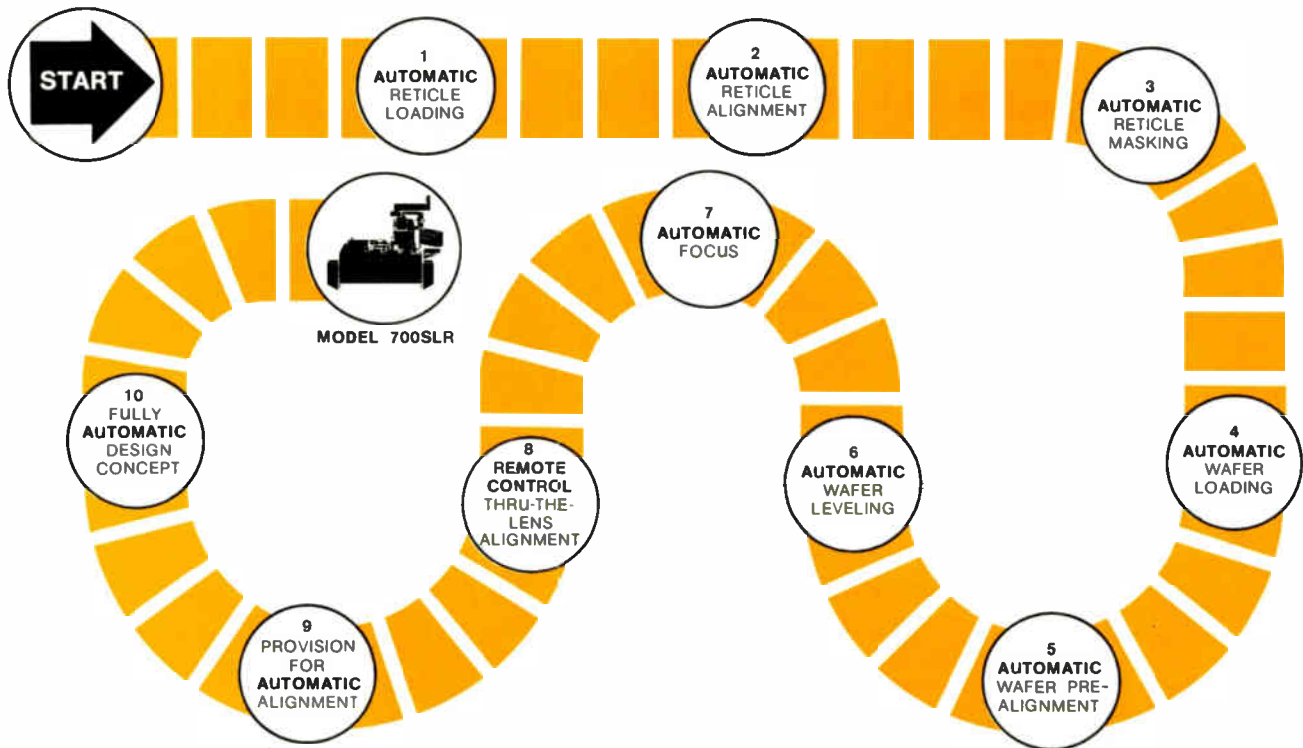 START
1
AUTOMATIC
RETICLE
LOADING
2
AUTOMATIC
RETICLE
ALIGNMENT
3
AUTOMATIC
RETICLE
MASKING
4
AUTOMATIC
WAFER
LOADING
5
AUTOMATIC
WAFER PRE-
ALIGNMENT
6
AUTOMATIC
WAFER
LEVELING
7
AUTOMATIC
FOCUS
8
REMOTE
CONTROL
THRU-THE-
LENS
ALIGNMENT
9
PROVISION
FOR
AUTOMATIC
ALIGNMENT
10
FULLY
AUTOMATIC
DESIGN
CONCEPT
MODEL 700SLR